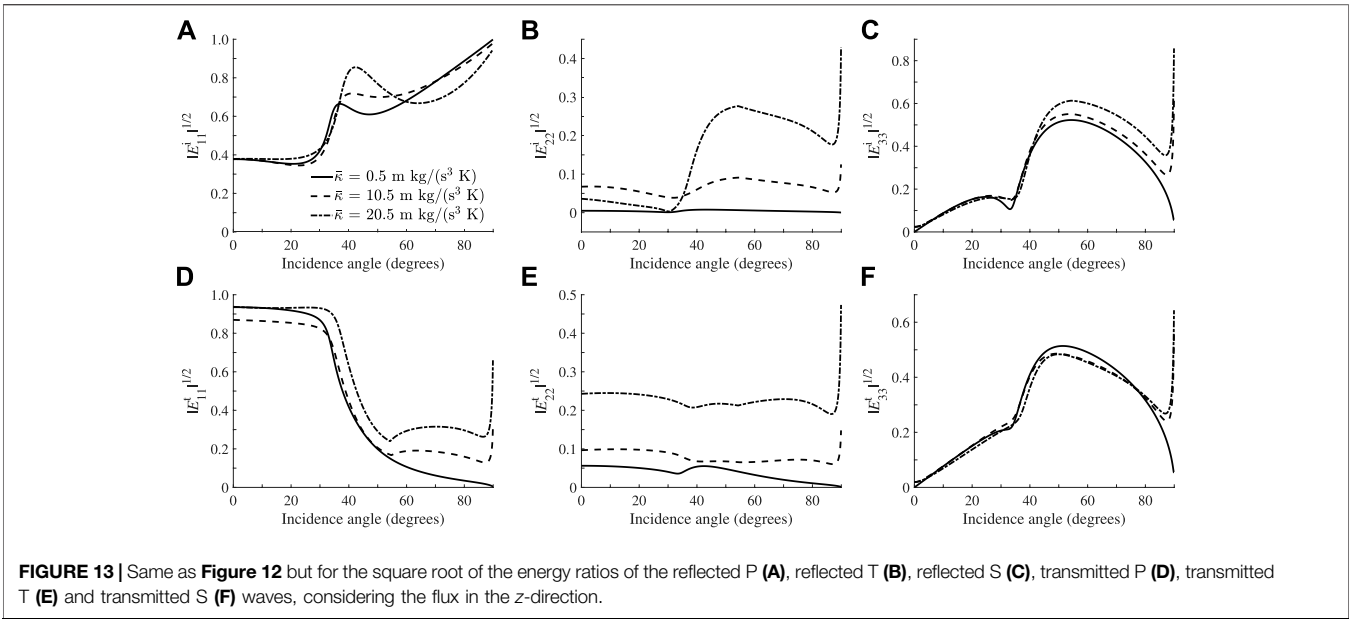 A
B
C
1.0
0.8
0.6
0.4
0.2
0
|E^i_11|^1/2
κ̄ = 0.5 m kg/(s³ K)
κ̄ = 10.5 m kg/(s³ K)
κ̄ = 20.5 m kg/(s³ K)
0 20 40 60 80
Incidence angle (degrees)
0.4
0.3
0.2
0.1
0
|E^i_22|^1/2
0 20 40 60 80
Incidence angle (degrees)
0.8
0.6
0.4
0.2
0
|E^i_33|^1/2
0 20 40 60 80
Incidence angle (degrees)
D
E
F
1.0
0.8
0.6
0.4
0.2
0
|E^t_11|^1/2
0 20 40 60 80
Incidence angle (degrees)
0.5
0.4
0.3
0.2
0.1
0
|E^t_22|^1/2
0 20 40 60 80
Incidence angle (degrees)
0.6
0.4
0.2
0
|E^t_33|^1/2
0 20 40 60 80
Incidence angle (degrees)
FIGURE 13 | Same as Figure 12 but for the square root of the energy ratios of the reflected P (A), reflected T (B), reflected S (C), transmitted P (D), transmitted
T (E) and transmitted S (F) waves, considering the flux in the z-direction.